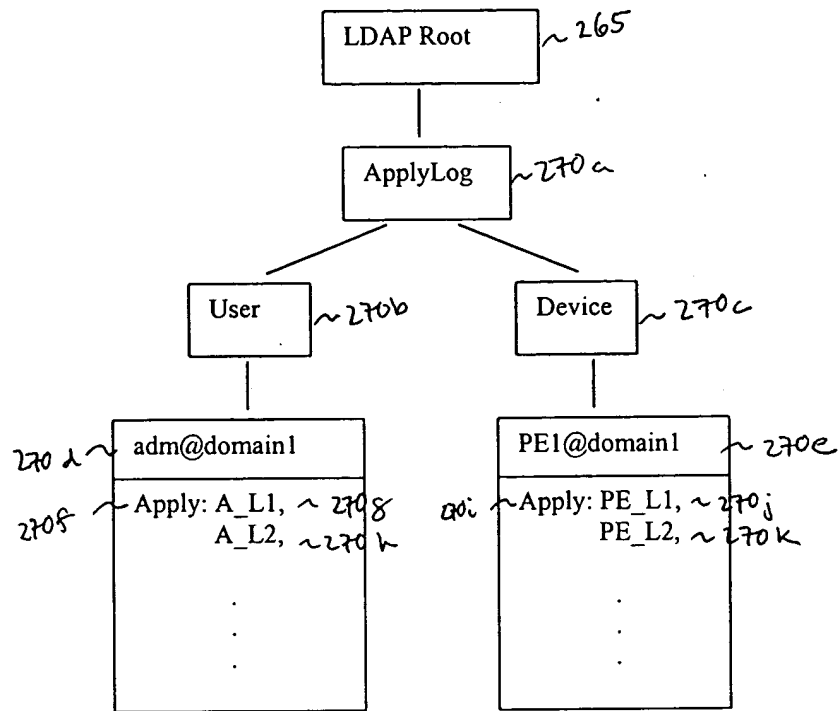 LDAP Root ~ 265
ApplyLog ~270a
User ~270b
Device ~270c
270d ~ adm@domain1
PE1@domain1 ~270e
270f ~ Apply: A_L1, ~270g
A_L2, ~270h
270i ~ Apply: PE_L1, ~270j
PE_L2, ~270k